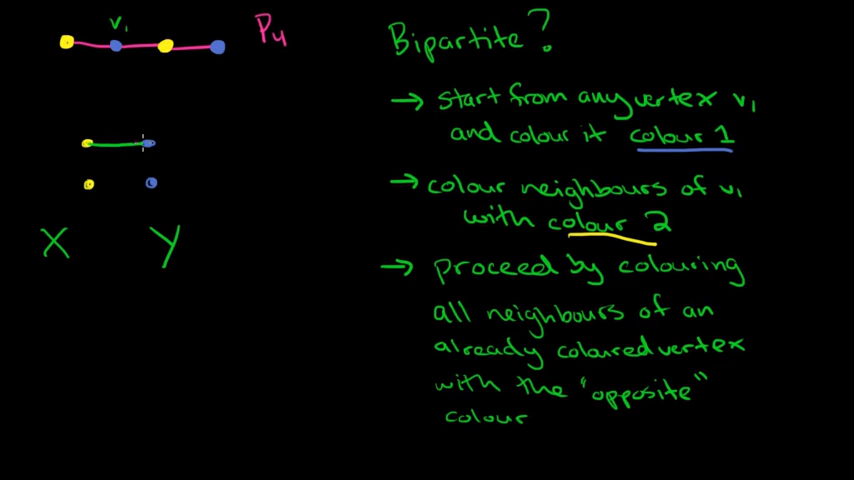 v₁
P₄
Bipartite?
→ start from any vertex v₁
and colour it colour 1
→ colour neighbours of v₁
with colour 2
→ proceed by colouring
all neighbours of an
already coloured vertex
with the "opposite"
colour
X Y